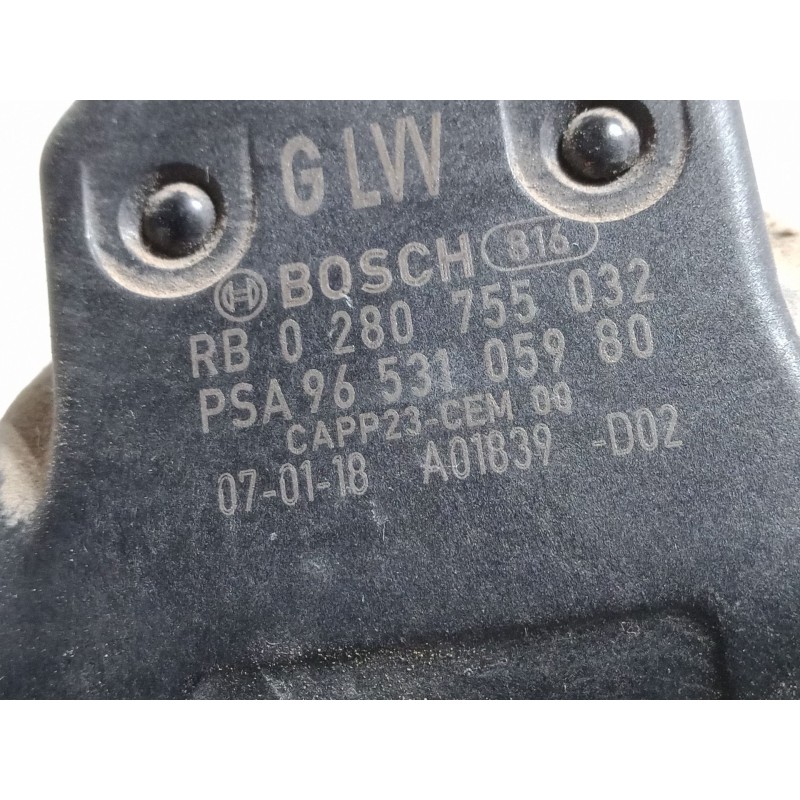 G LVV
BOSCH 816
RB 0 280 755 032
PSA 96 531 059 80
CAPP23-CEM 00
07-01-18 A01839 -D02